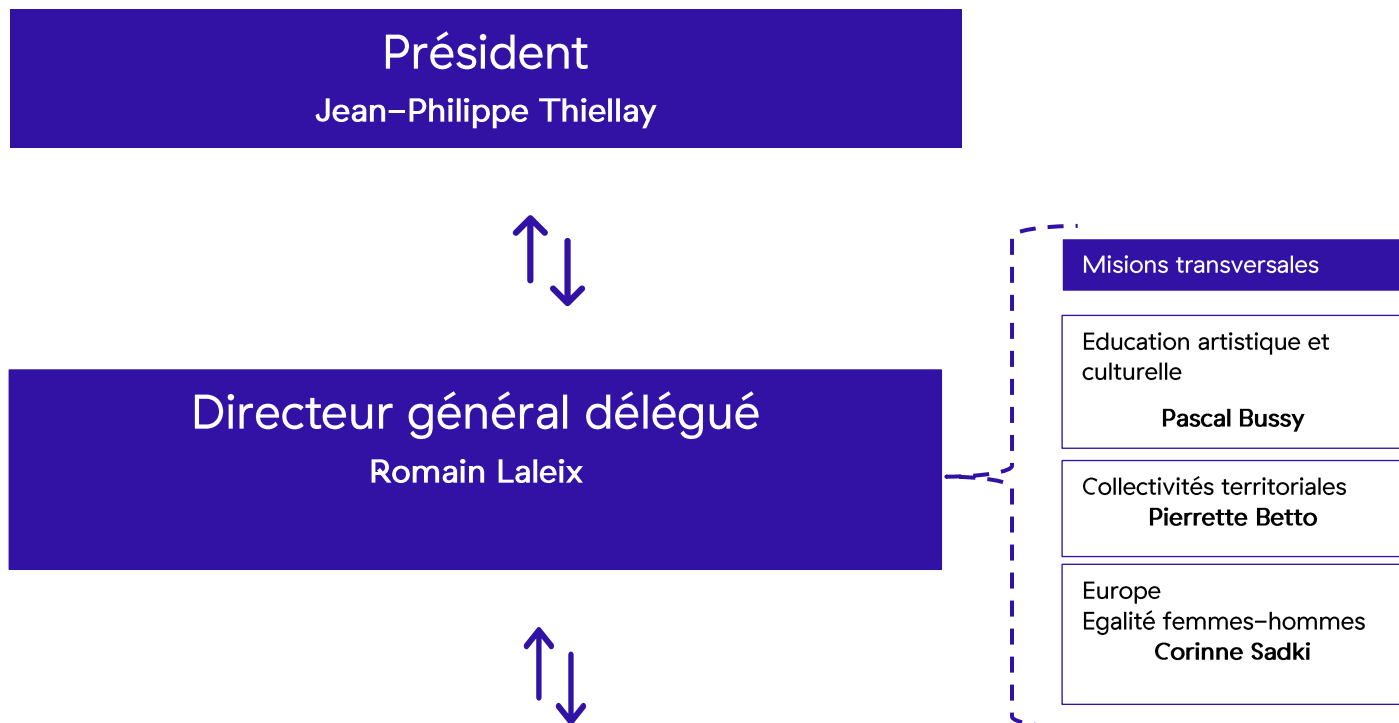 Président
Jean-Philippe Thiellay
Directeur général délégué
Romain Laleix
Misions transversales
Education artistique et
culturelle
Pascal Bussy
Collectivités territoriales
Pierrette Betto
Europe
Egalité femmes-hommes
Corinne Sadki